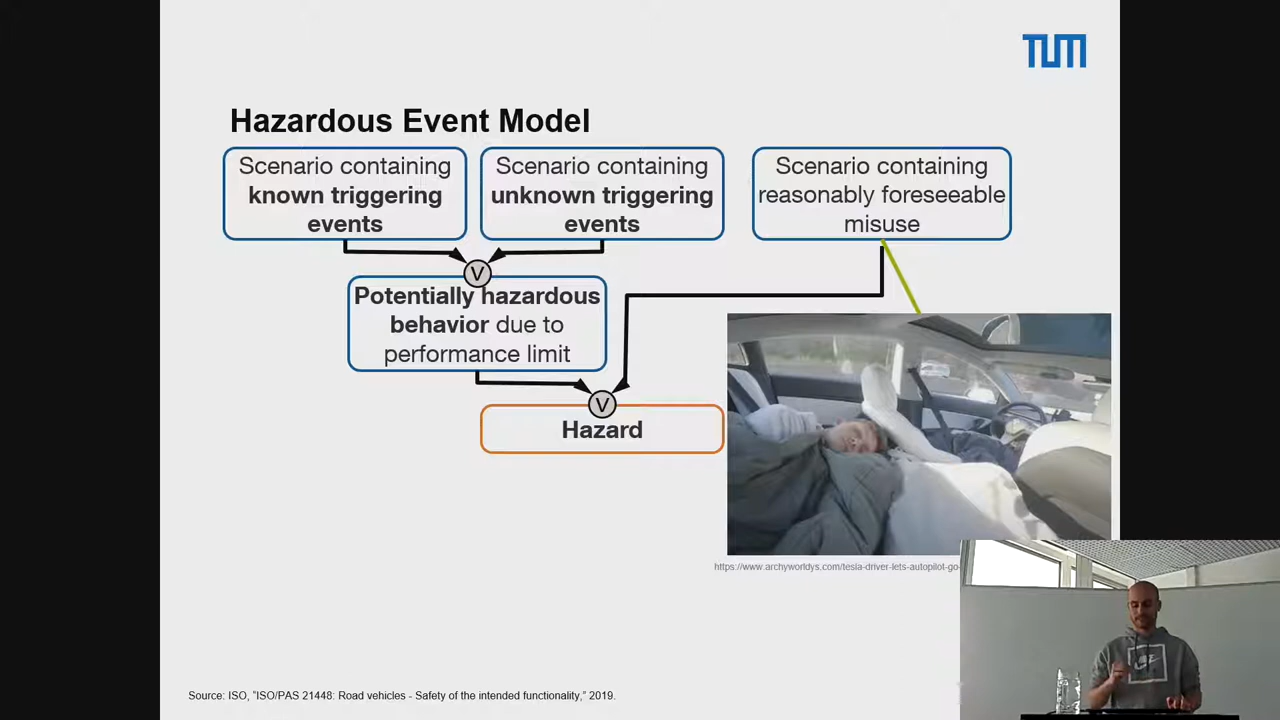 TUM
Hazardous Event Model
Scenario containing
known triggering
events
Scenario containing
unknown triggering
events
Scenario containing
reasonably foreseeable
misuse
V
Potentially hazardous
behavior due to
performance limit
V
Hazard
https://www.archyworldys.com/tesla-driver-lets-autopilot-go-
Source: ISO, "ISO/PAS 21448: Road vehicles - Safety of the intended functionality," 2019.